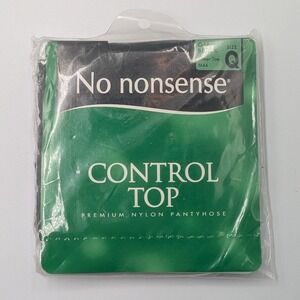 SIZE
Q
No nonsense
CONTROL
TOP
PREMIUM NYLON PANTYHOSE